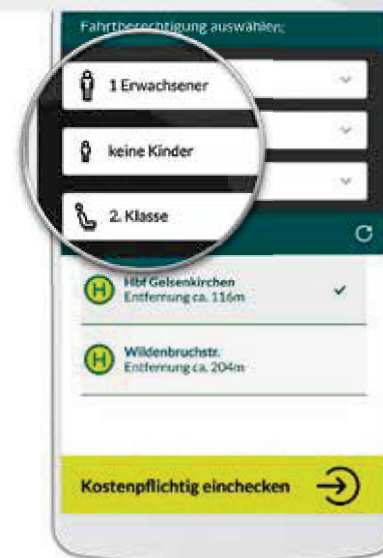 Fahrtberechtigung auswählen:
1 Erwachsener
keine Kinder
2. Klasse
H Hbf Gelsenkirchen
Entfernung ca. 116m
H Wildenbruchstr.
Entfernung ca. 204m
Kostenpflichtig einchecken